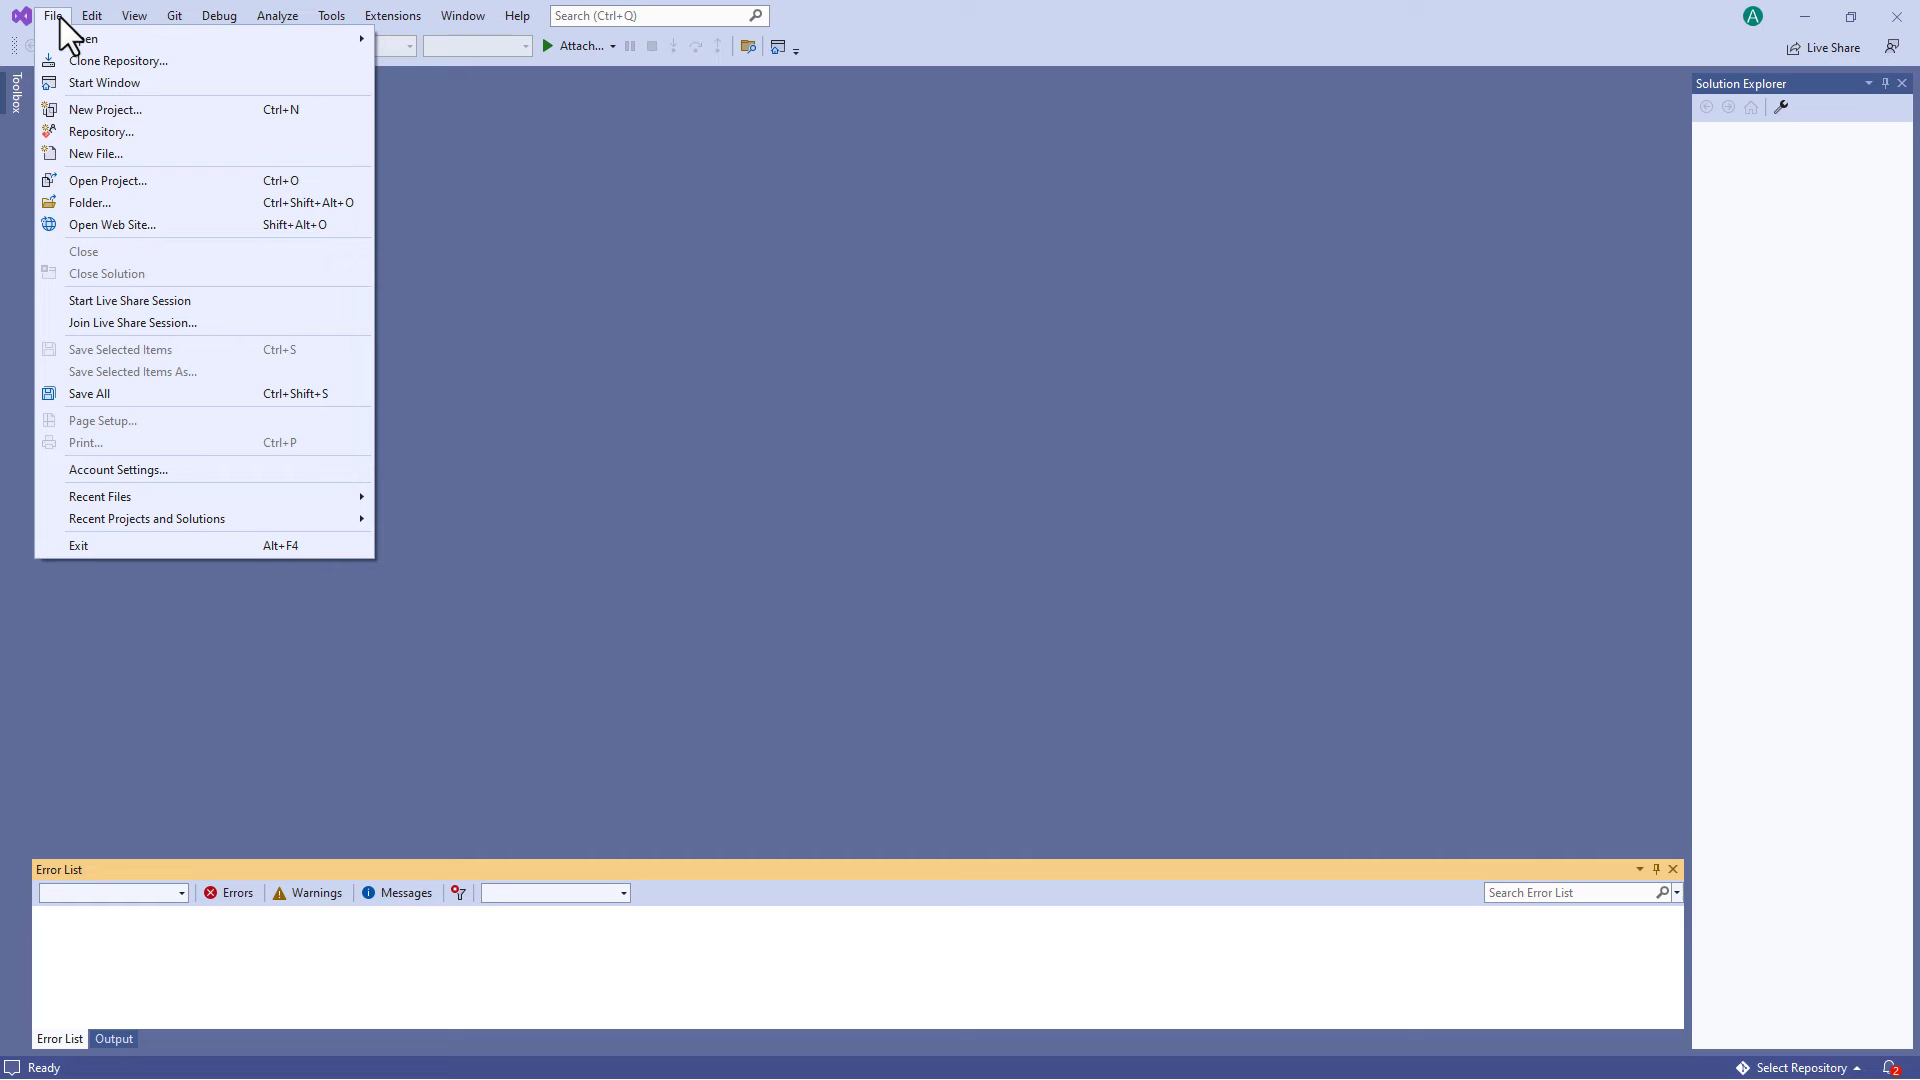 File Edit View Git Debug Analyze Tools Extensions Window Help Search (Ctrl+Q) A
Attach...
Live Share
Toolbox
Clone Repository...
Start Window
New Project... Ctrl+N
Repository...
New File...
Open Project... Ctrl+O
Folder... Ctrl+Shift+Alt+O
Open Web Site... Shift+Alt+O
Close
Close Solution
Start Live Share Session
Join Live Share Session...
Save Selected Items Ctrl+S
Save Selected Items As...
Save All Ctrl+Shift+S
Page Setup...
Print... Ctrl+P
Account Settings...
Recent Files
Recent Projects and Solutions
Exit Alt+F4
Solution Explorer
Error List
Errors Warnings Messages Search Error List
Error List Output
Ready Select Repository 2